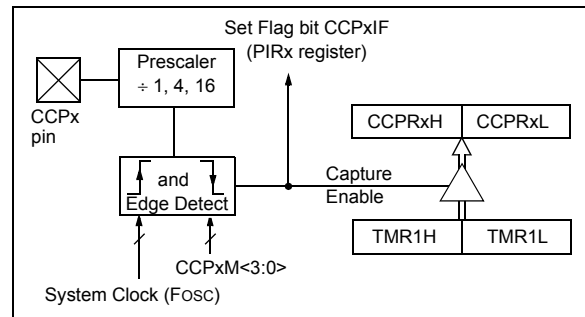 Set Flag bit CCPxIF
(PIRx register)
Prescaler
÷ 1, 4, 16
CCPx
pin
CCPRxH
CCPRxL
and
Edge Detect
Capture
Enable
TMR1H
TMR1L
CCPxM<3:0>
System Clock (FOSC)